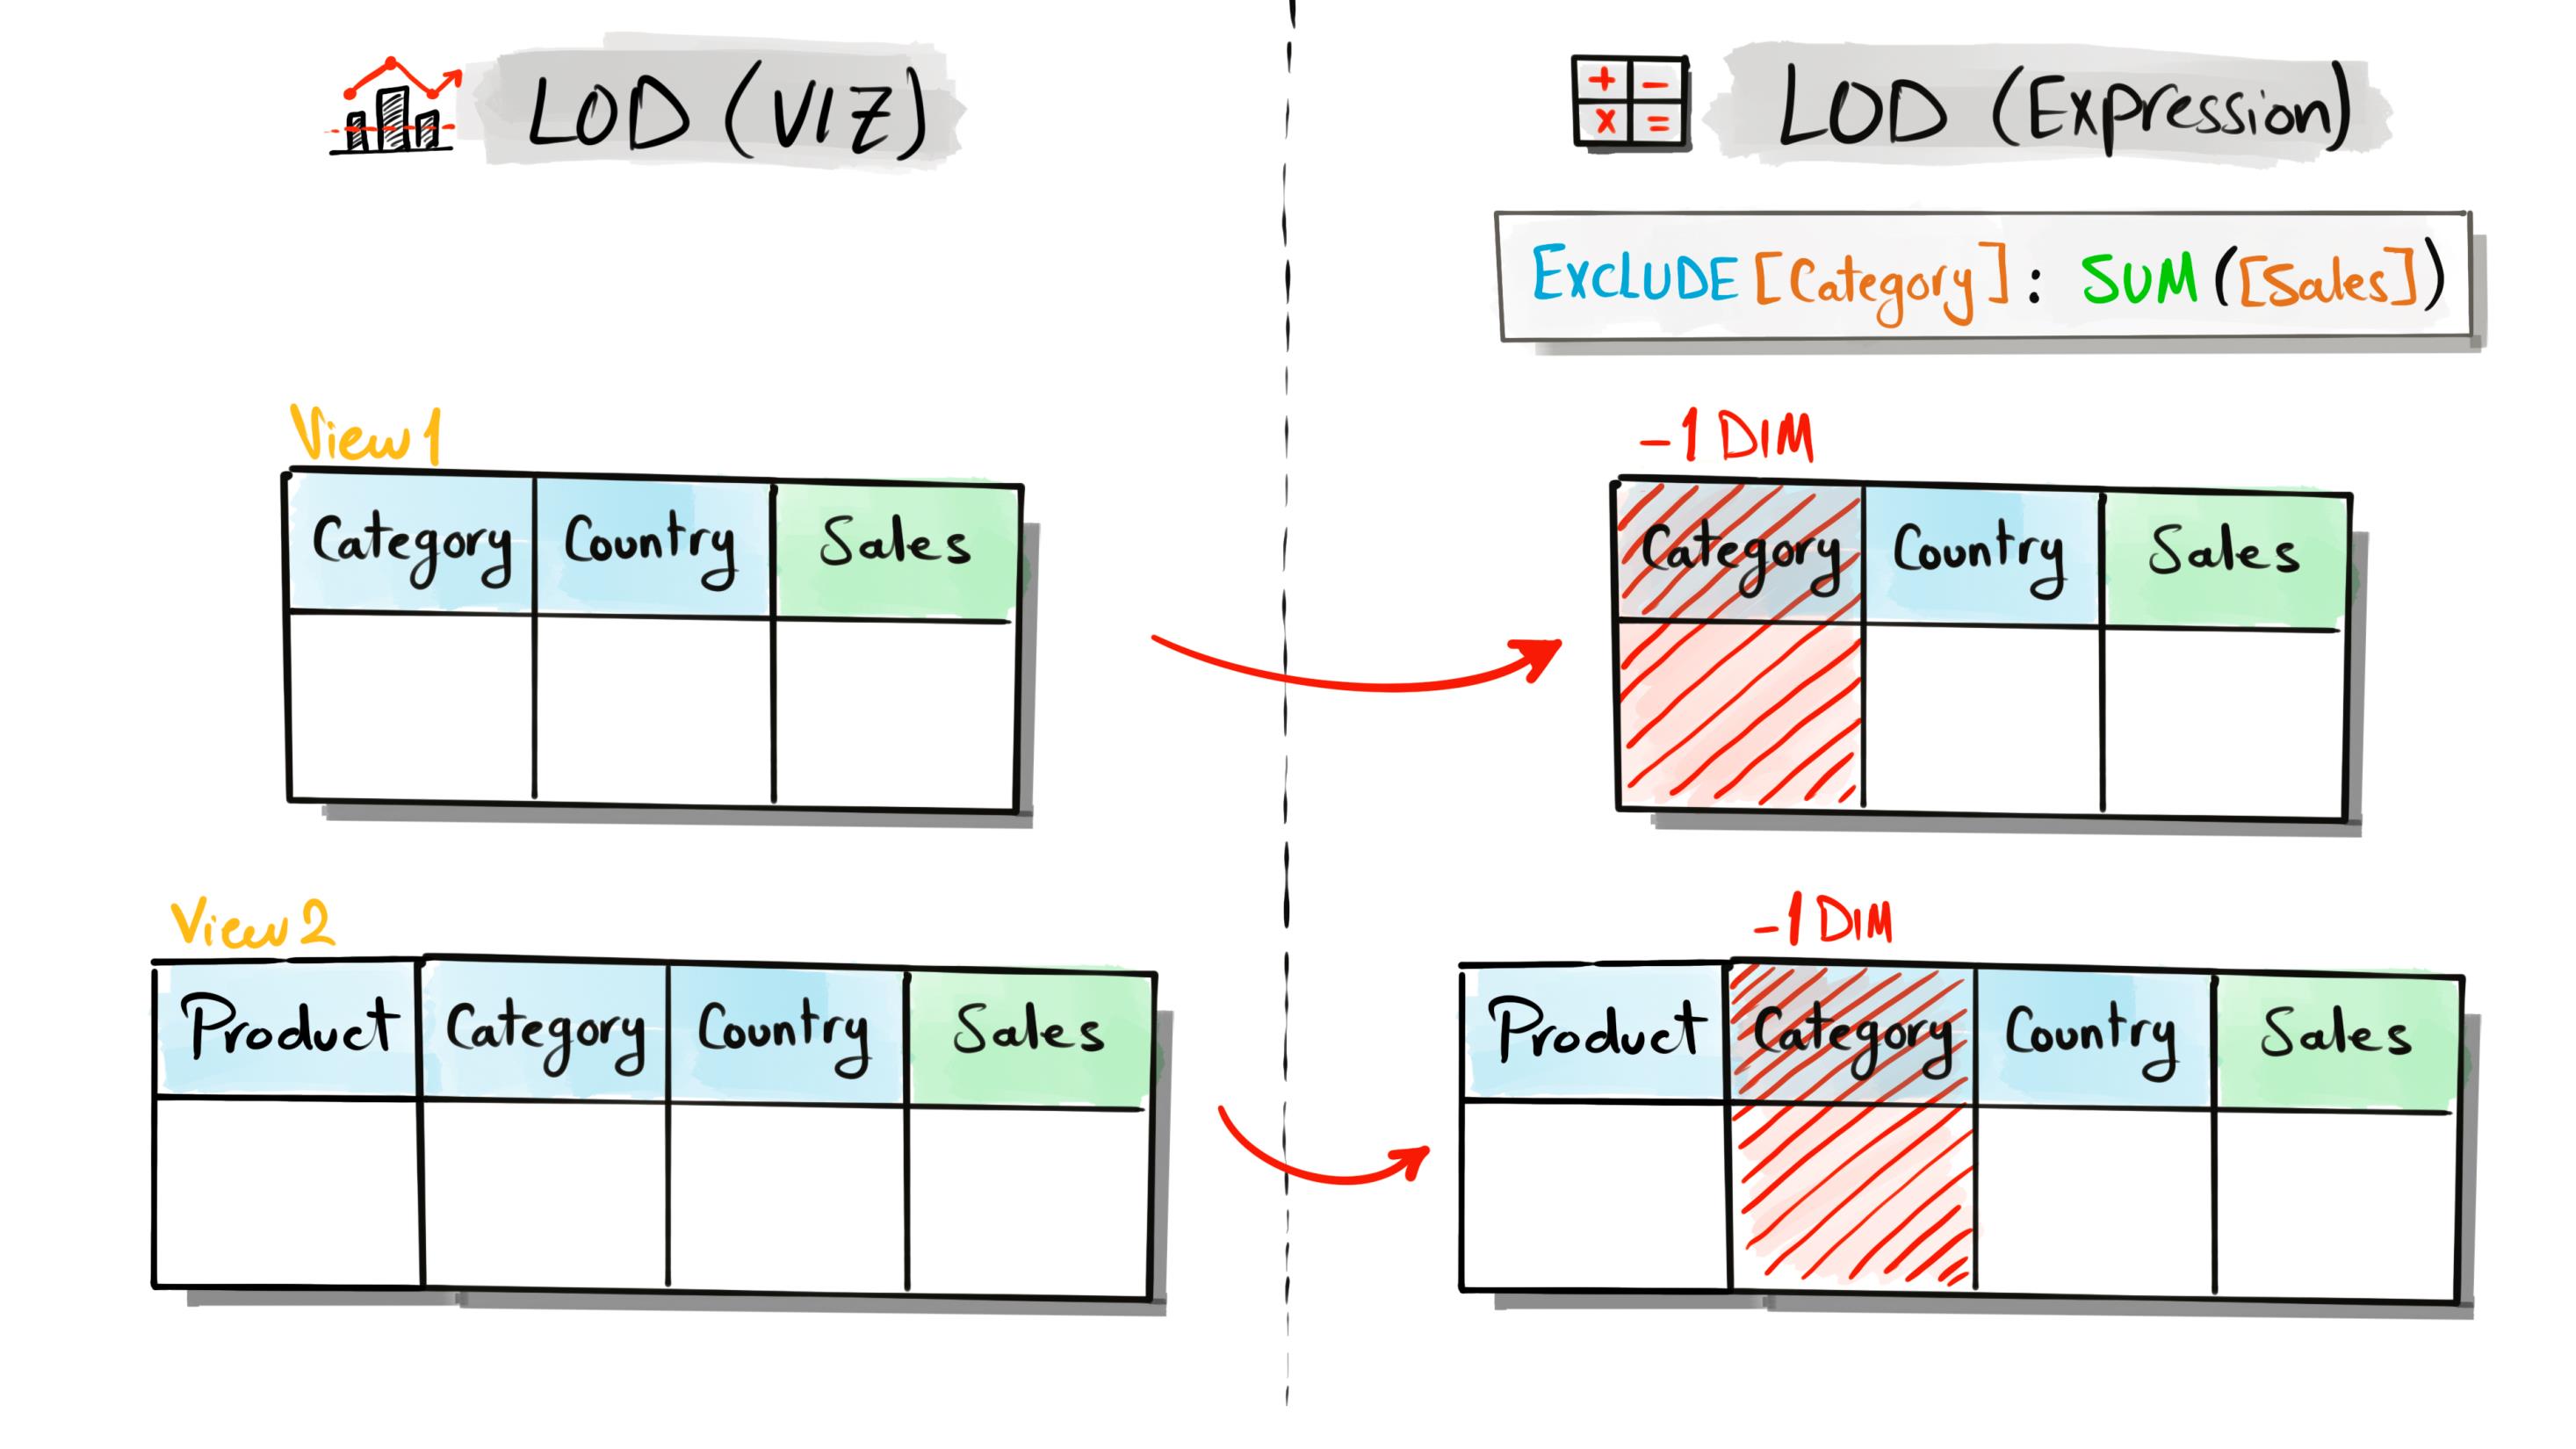 LOD (VIZ)
LOD (Expression)
+ -
x =
EXCLUDE [Category] : SUM ([Sales])
View 1
Category Country Sales
-1 DIM
Category Country Sales
View 2
Product Category Country Sales
-1 DIM
Product Category Country Sales